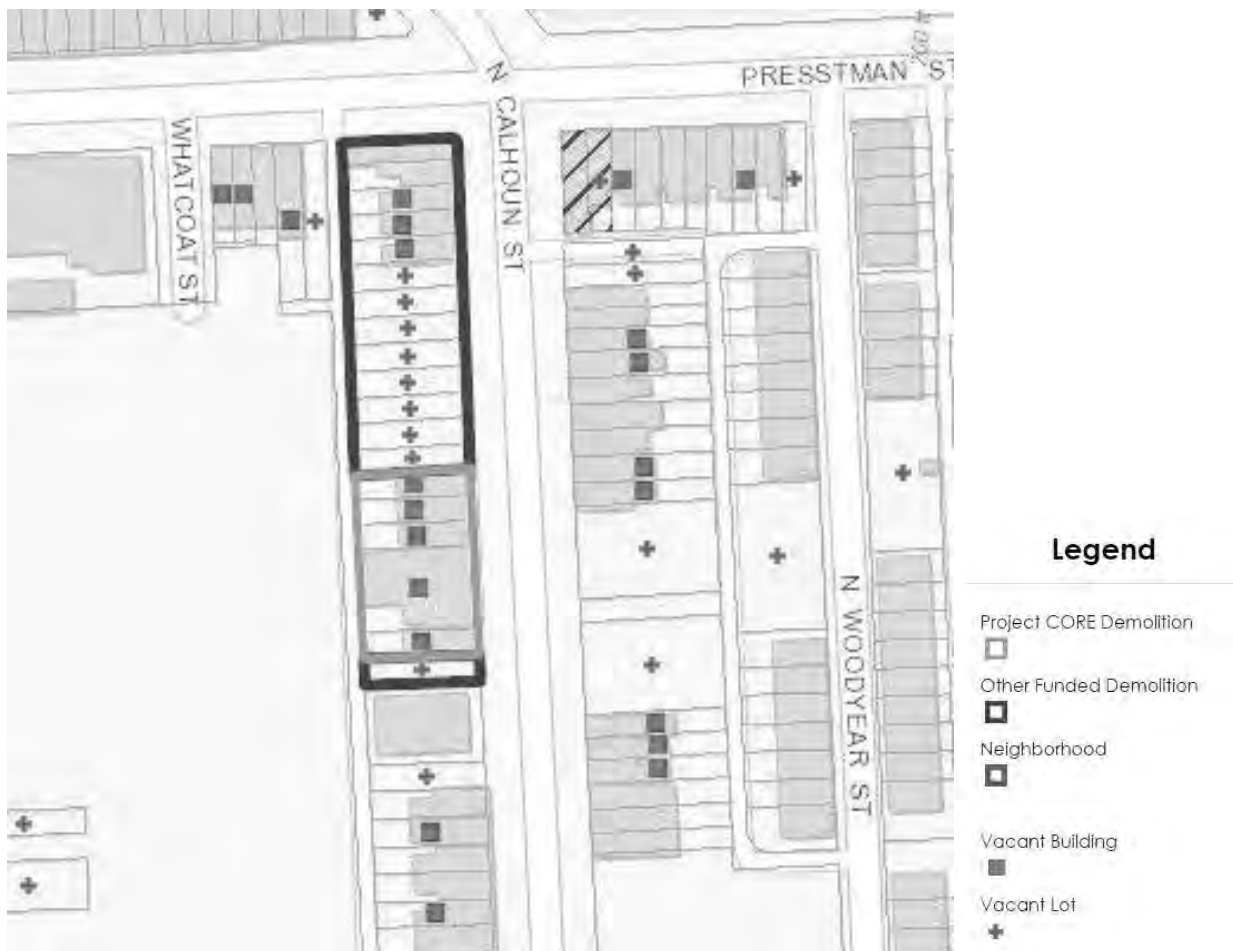 PRESSTMAN ST
WHATCOAT ST
N CALHOUN ST
N WOODYEAR ST
Legend
Project CORE Demolition
Other Funded Demolition
Neighborhood
Vacant Building
Vacant Lot